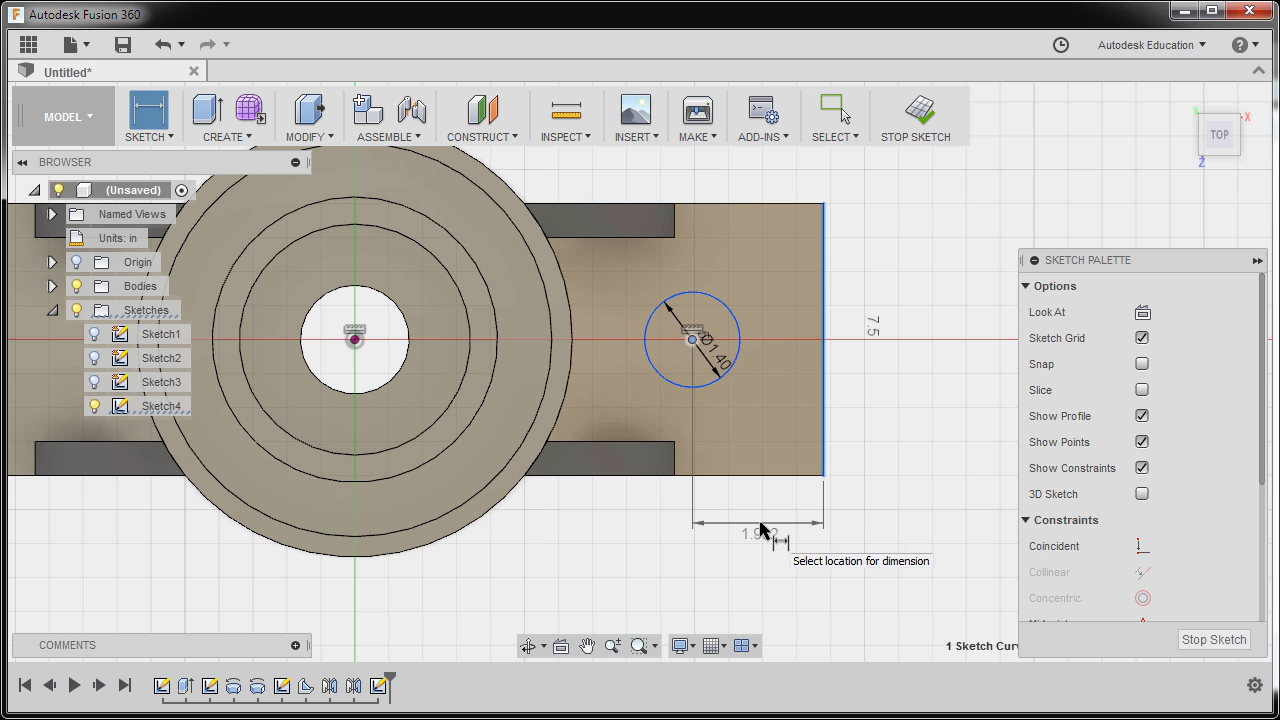 Autodesk Fusion 360
Autodesk Education
Untitled*
MODEL
SKETCH
CREATE
MODIFY
ASSEMBLE
CONSTRUCT
INSPECT
INSERT
MAKE
ADD-INS
SELECT
STOP SKETCH
TOP
X
Y
Z
BROWSER
(Unsaved)
Named Views
Units: in
Origin
Bodies
Sketches
Sketch1
Sketch2
Sketch3
Sketch4
Ø1.40
7.5
Select location for dimension
SKETCH PALETTE
Options
Look At
Sketch Grid
Snap
Slice
Show Profile
Show Points
Show Constraints
3D Sketch
Constraints
Coincident
Collinear
Concentric
Stop Sketch
COMMENTS
1 Sketch Curv